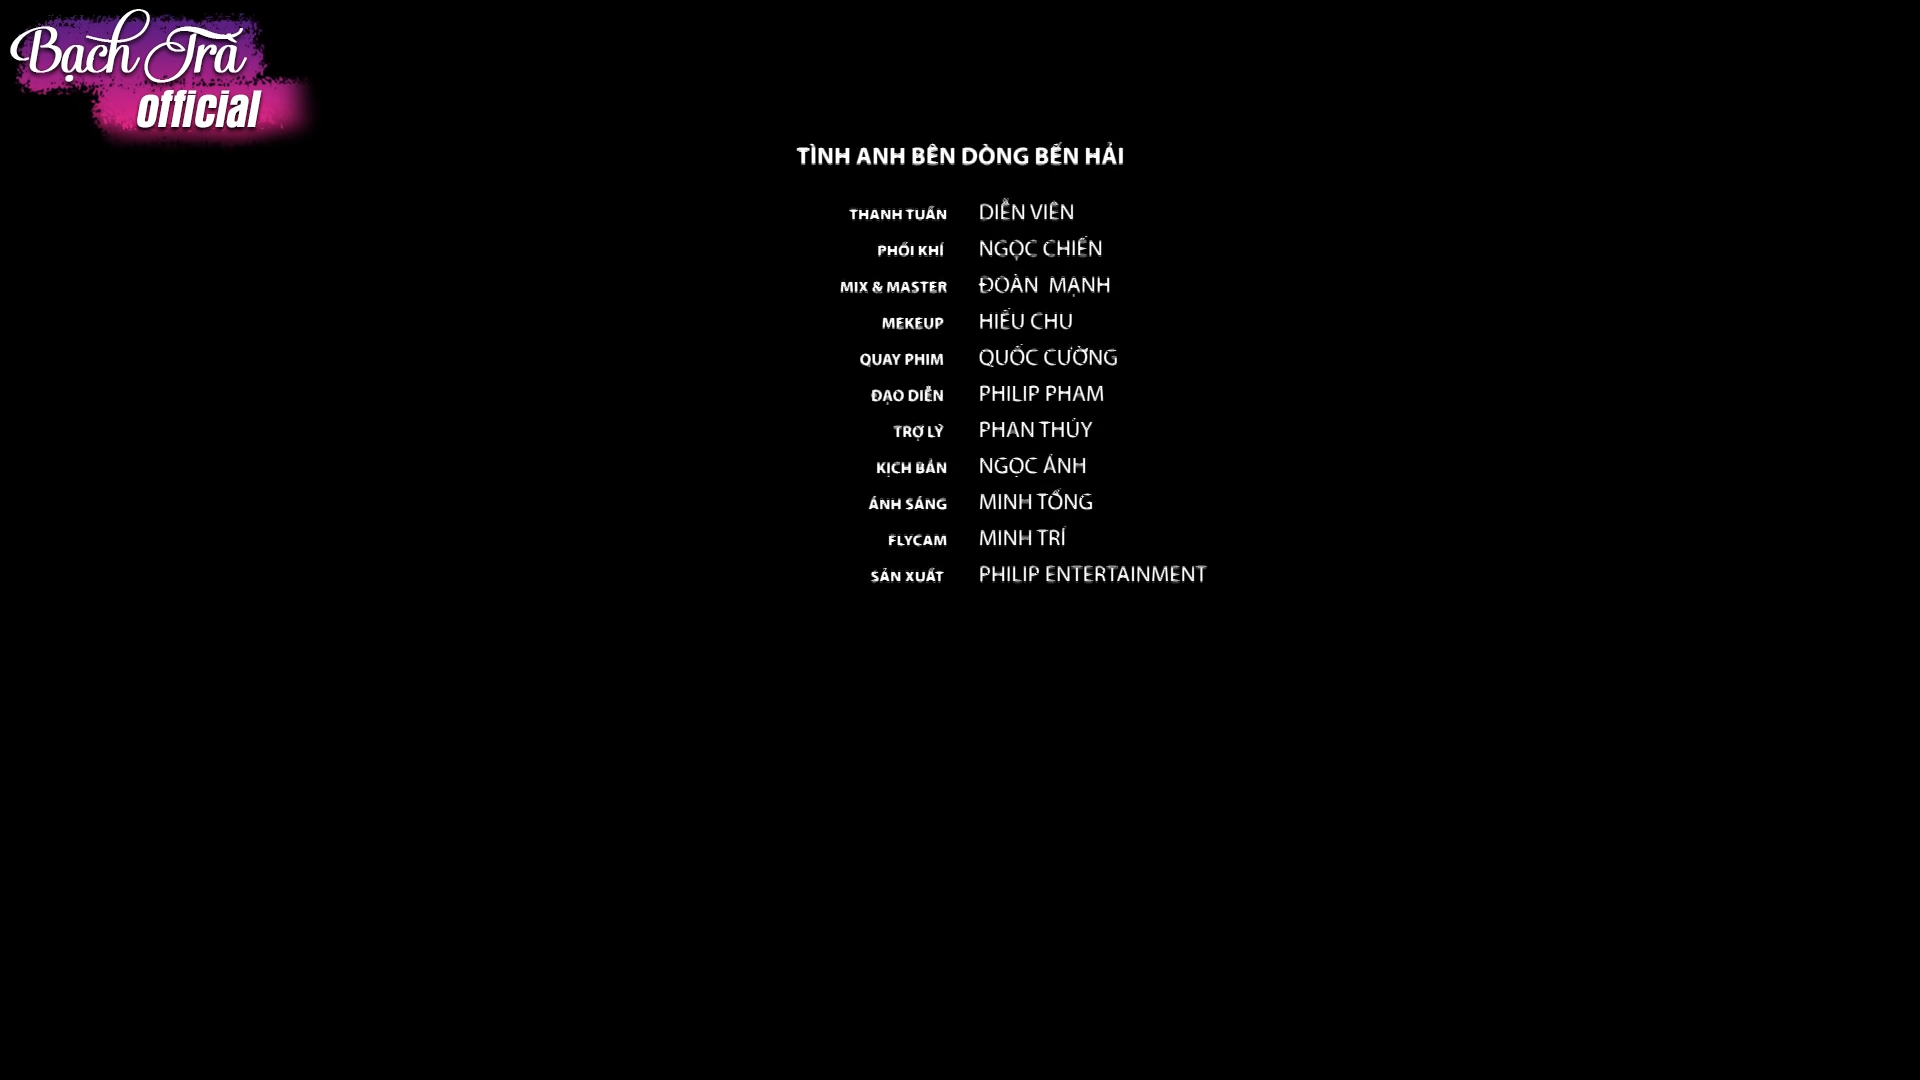 Bạch Trà
official
TÌNH ANH BÊN DÒNG BẾN HẢI
THANH TUẤN DIỄN VIÊN
PHỐI KHÍ NGỌC CHIẾN
MIX & MASTER ĐOÀN MẠNH
MEKEUP HIẾU CHU
QUAY PHIM QUỐC CƯỜNG
ĐẠO DIỄN PHILIP PHAM
TRỢ LÝ PHAN THÚY
KỊCH BẢN NGỌC ÁNH
ÁNH SÁNG MINH TỐNG
FLYCAM MINH TRÍ
SẢN XUẤT PHILIP ENTERTAINMENT